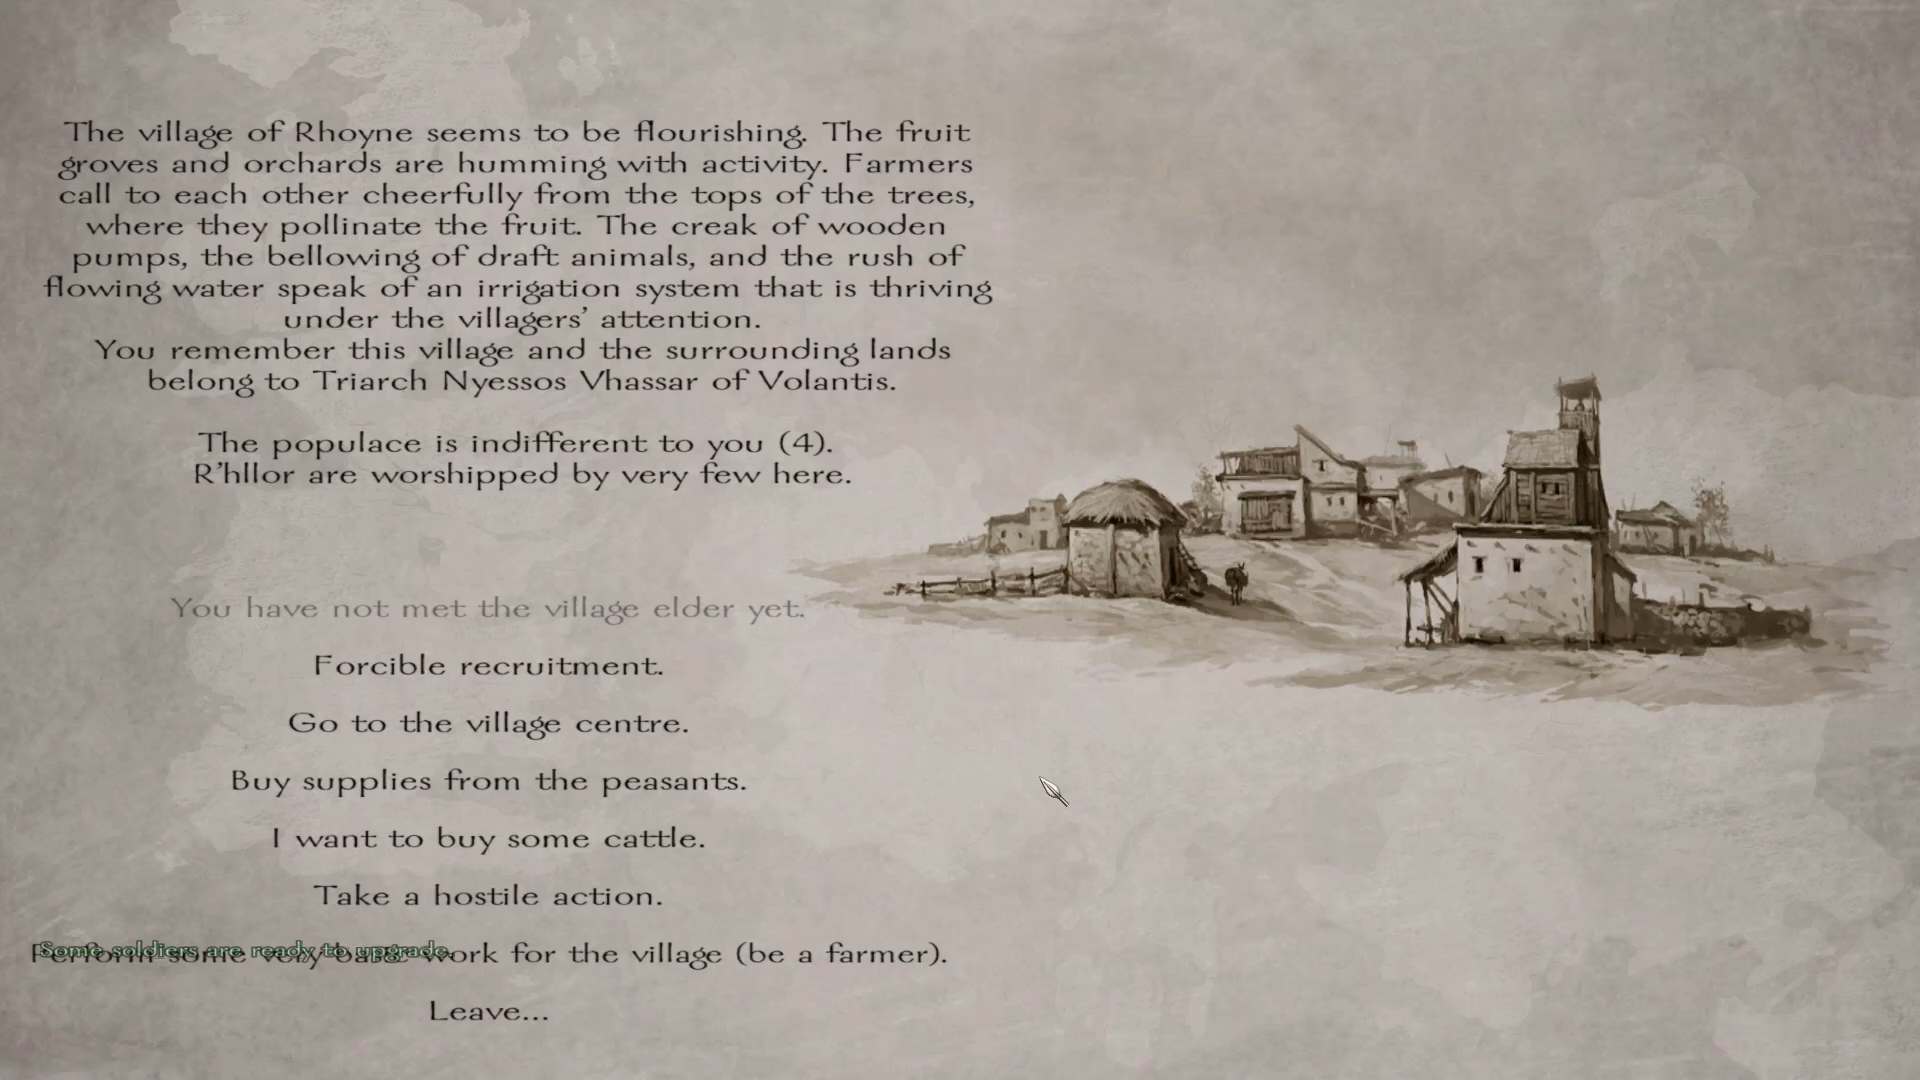 The village of Rhoyne seems to be flourishing. The fruit
groves and orchards are humming with activity. Farmers
call to each other cheerfully from the tops of the trees,
where they pollinate the fruit. The creak of wooden
pumps, the bellowing of draft animals, and the rush of
flowing water speak of an irrigation system that is thriving
under the villagers' attention.
You remember this village and the surrounding lands
belong to Triarch Nyessos Vhassar of Volantis.
The populace is indifferent to you (4).
R'hllor are worshipped by very few here.
You have not met the village elder yet.
Forcible recruitment.
Go to the village centre.
Buy supplies from the peasants.
I want to buy some cattle.
Take a hostile action.
Some soldiers are ready to upgrade.
Perform some very work for the village (be a farmer).
Leave...